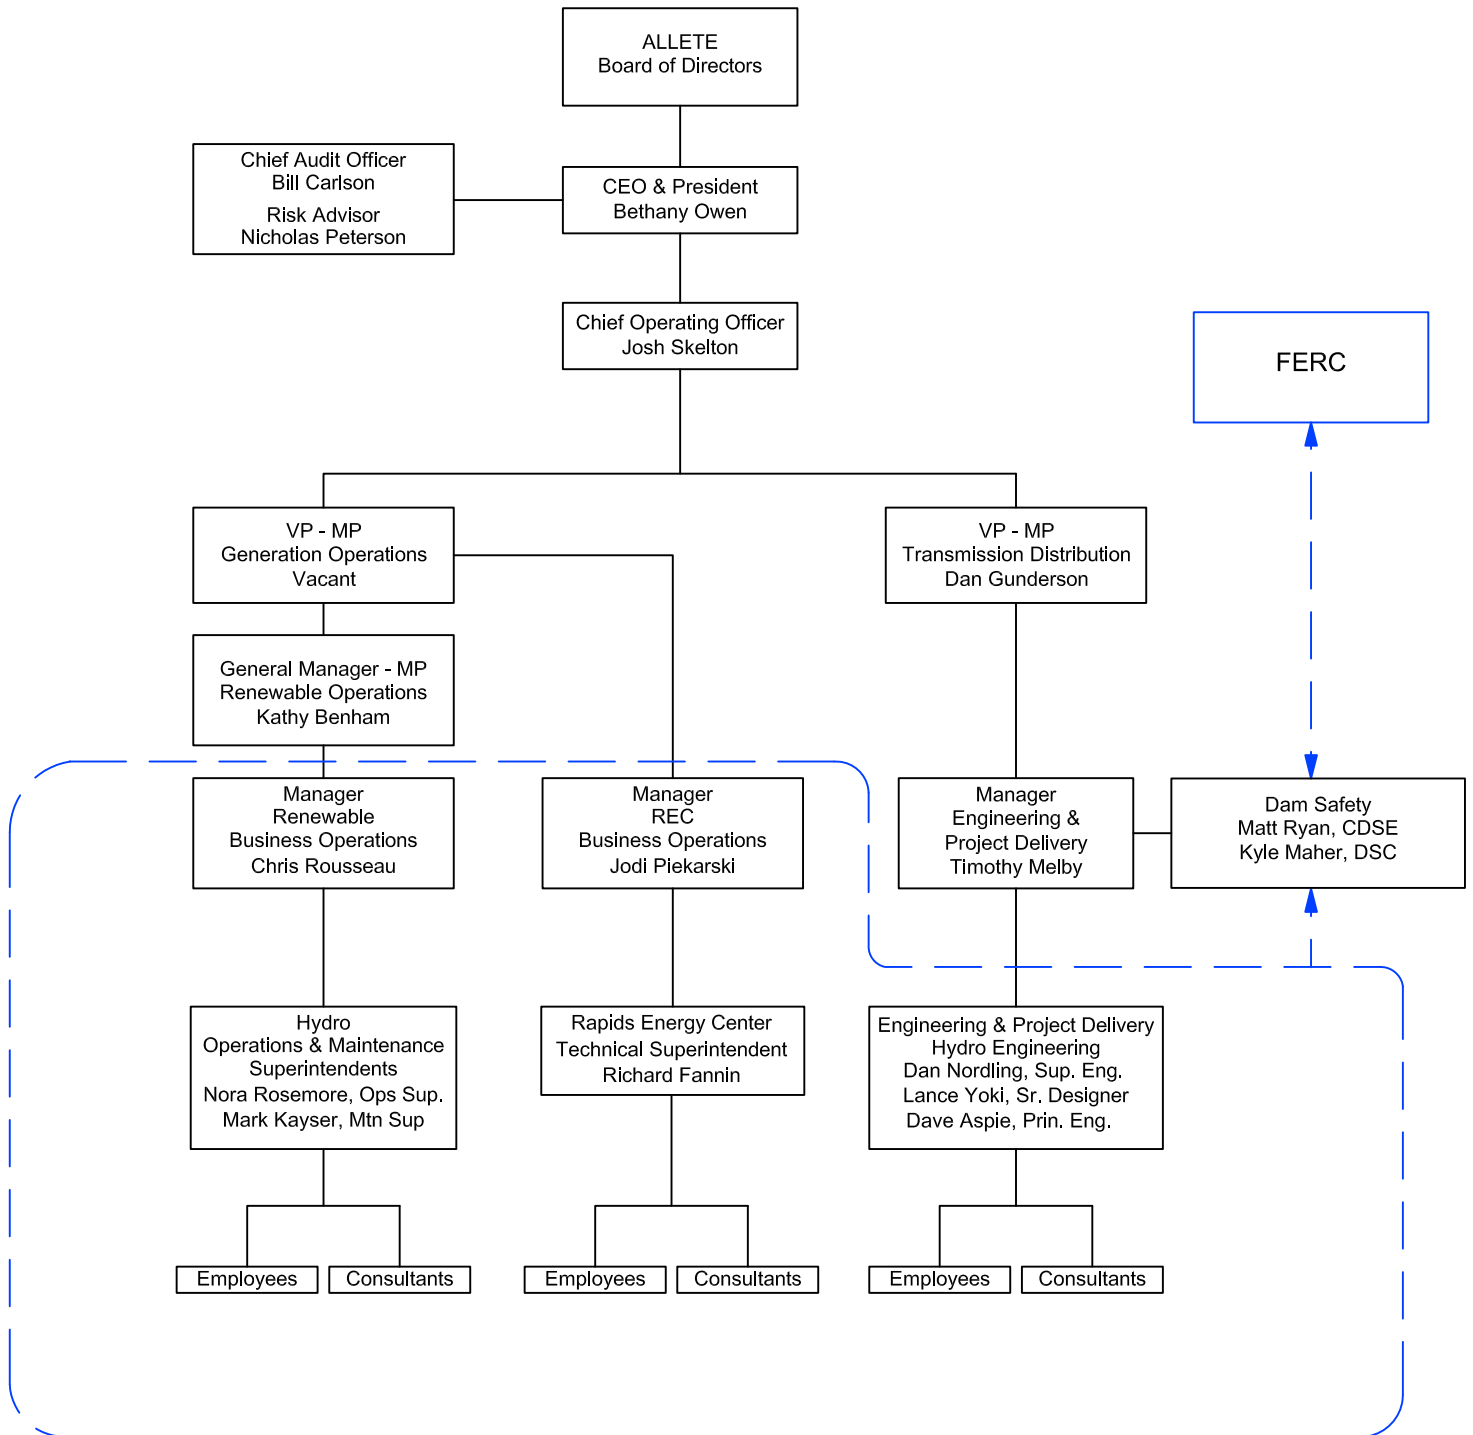 ALLETE
Board of Directors
Chief Audit Officer
Bill Carlson
Risk Advisor
Nicholas Peterson
CEO & President
Bethany Owen
Chief Operating Officer
Josh Skelton
FERC
VP - MP
Generation Operations
Vacant
VP - MP
Transmission Distribution
Dan Gunderson
General Manager - MP
Renewable Operations
Kathy Benham
Manager
Renewable
Business Operations
Chris Rousseau
Manager
REC
Business Operations
Jodi Piekarski
Manager
Engineering &
Project Delivery
Timothy Melby
Dam Safety
Matt Ryan, CDSE
Kyle Maher, DSC
Hydro
Operations & Maintenance
Superintendents
Nora Rosemore, Ops Sup.
Mark Kayser, Mtn Sup
Rapids Energy Center
Technical Superintendent
Richard Fannin
Engineering & Project Delivery
Hydro Engineering
Dan Nordling, Sup. Eng.
Lance Yoki, Sr. Designer
Dave Aspie, Prin. Eng.
Employees
Consultants
Employees
Consultants
Employees
Consultants